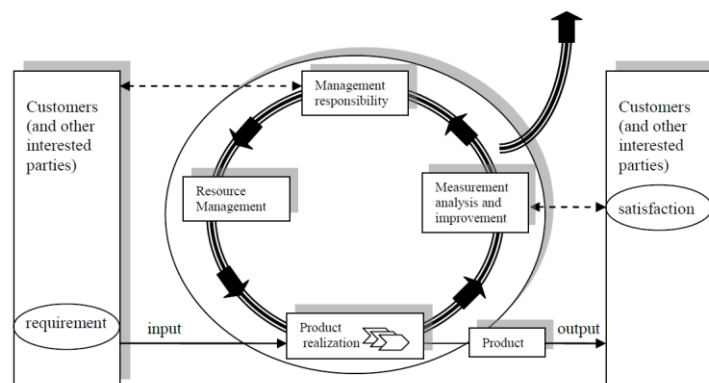 Customers
(and other
interested
parties)
requirement
input
Management
responsibility
Resource
Management
Measurement
analysis and
improvement
Product
realization
Product
output
Customers
(and other
interested
parties)
satisfaction